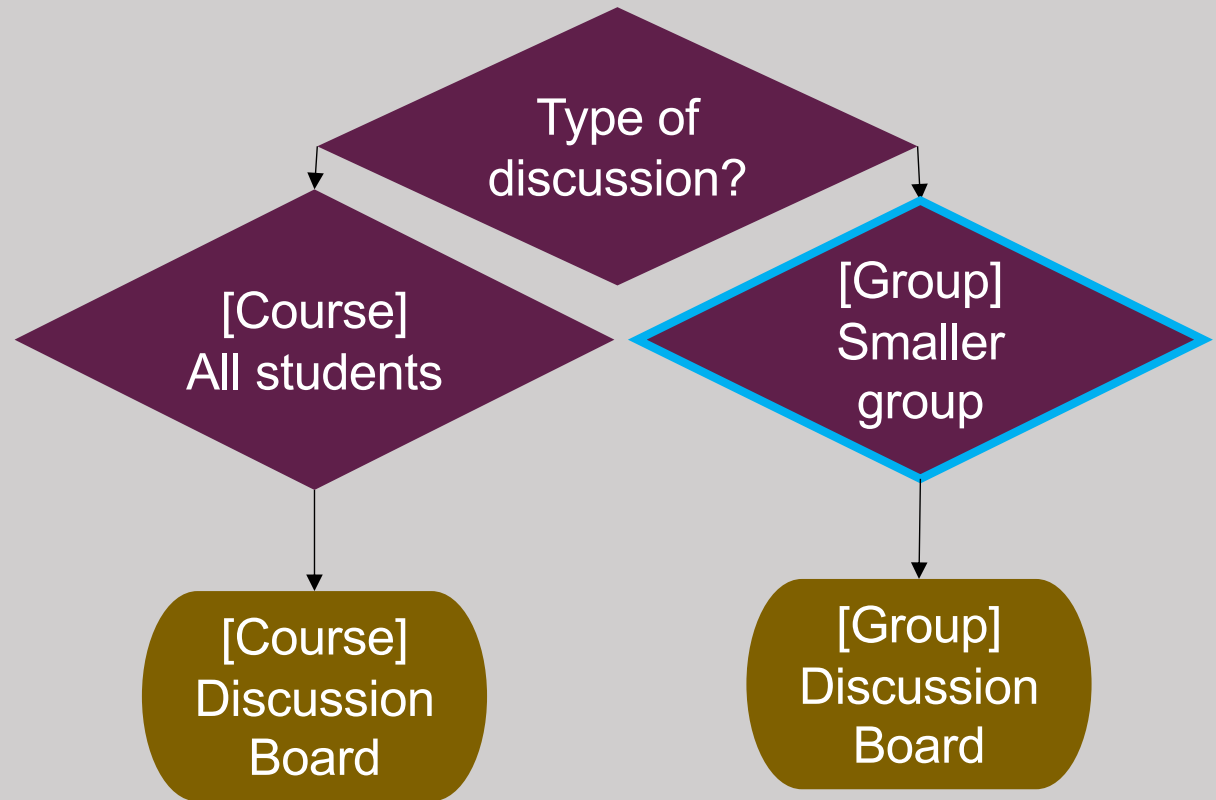 Type of
discussion?
[Course]
All students
[Group]
Smaller
group
[Course]
Discussion
Board
[Group]
Discussion
Board